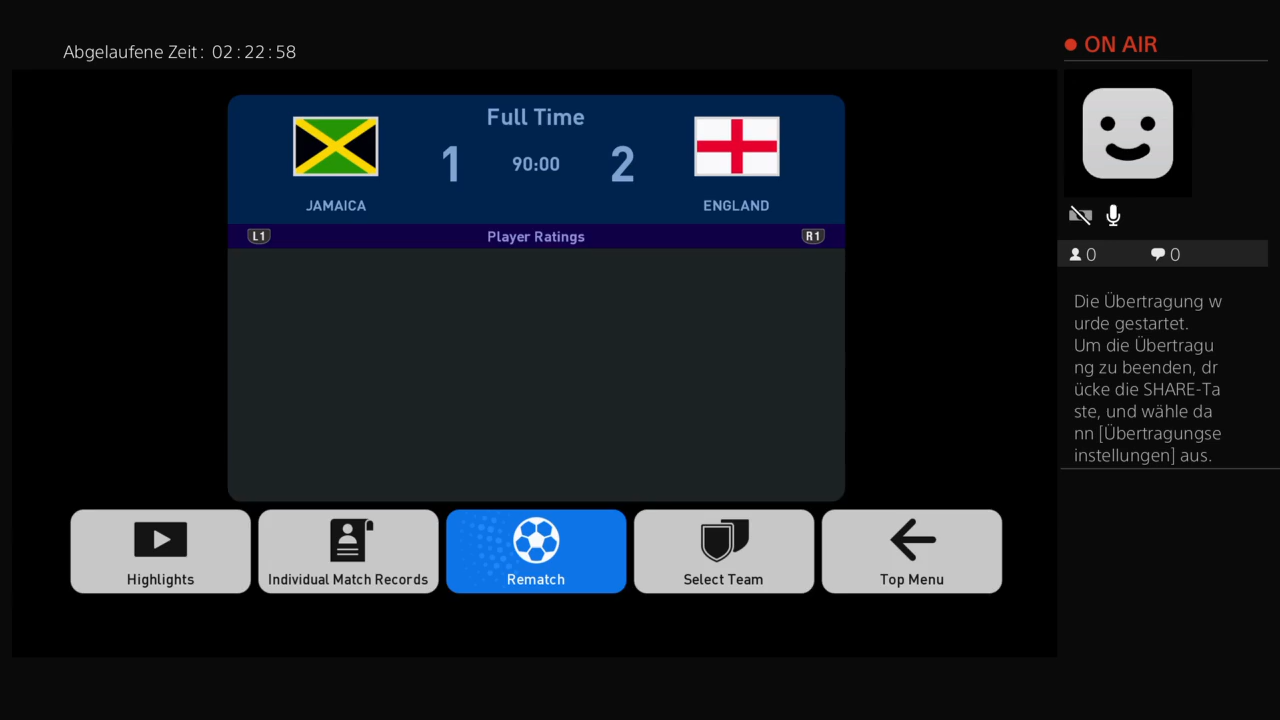 Abgelaufene Zeit: 02:22:58
ON AIR
Full Time
1 90:00 2
JAMAICA ENGLAND
L1 Player Ratings R1
0 0
Die Übertragung w
urde gestartet.
Um die Übertragu
ng zu beenden, dr
ücke die SHARE-Ta
ste, und wähle da
nn [Übertragungse
instellungen] aus.
Highlights
Individual Match Records
Rematch
Select Team
Top Menu